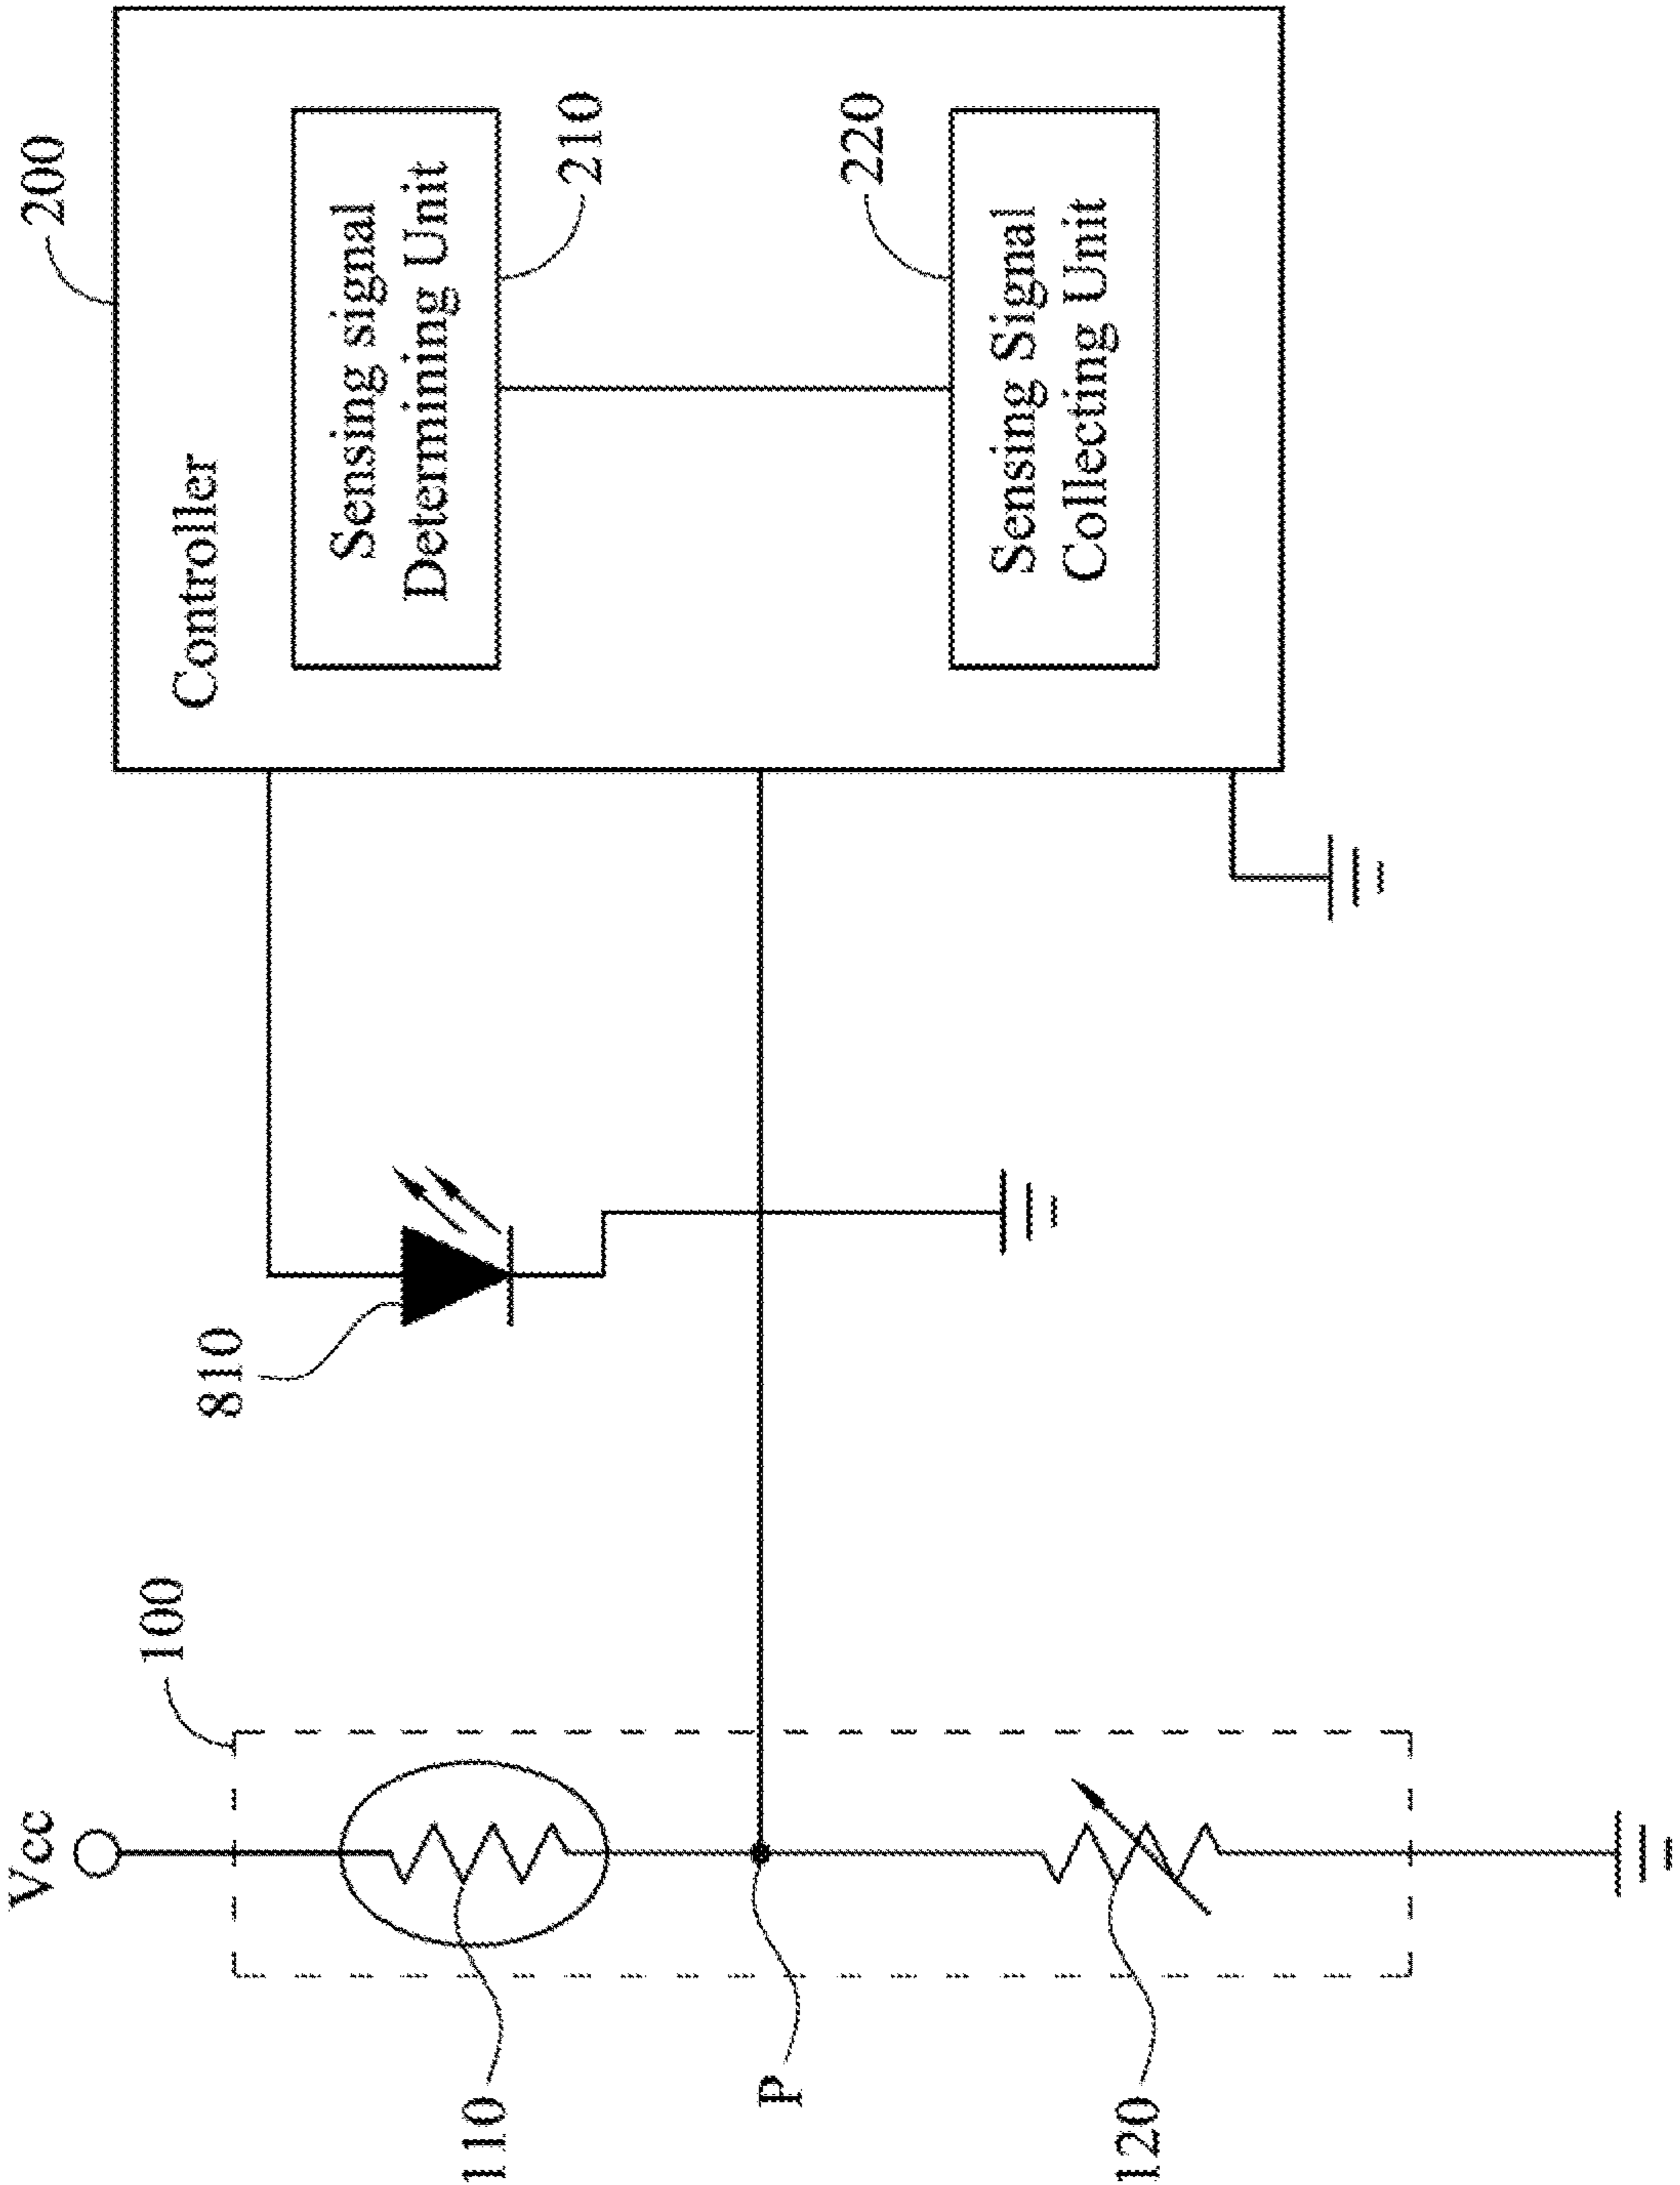 Vcc
100
110
P
120
810
200
Controller
Sensing signal
Determining Unit
210
220
Sensing Signal
Collecting Unit